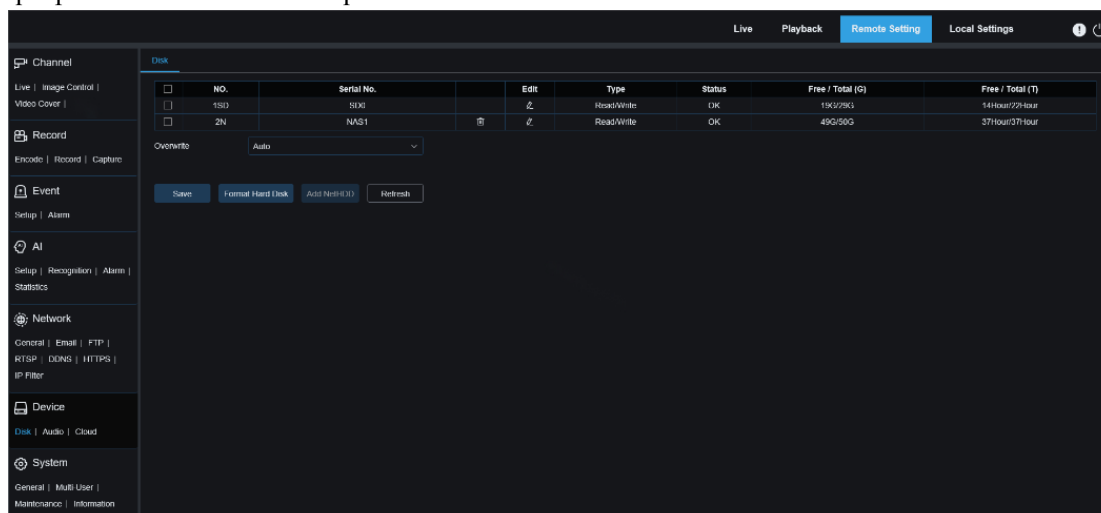 Live Playback Remote Setting Local Settings
Channel
Live | Image Control |
Video Cover |
Record
Encode | Record | Capture
Event
Setup | Alarm
AI
Setup | Recognition | Alarm |
Statistics
Network
General | Email | FTP |
RTSP | DDNS | HTTPS |
IP Filter
Device
Disk | Audio | Cloud
System
General | Multi-User |
Maintenance | Information
Disk
NO. Serial No. Edit Type Status Free / Total (G) Free / Total (T)
1SD SD0 Read/Write OK 19G/29G 14Hour/22Hour
2N NAS1 Read/Write OK 49G/50G 37Hour/37Hour
Overwrite Auto
Save Format Hard Disk Add NetHDD Refresh